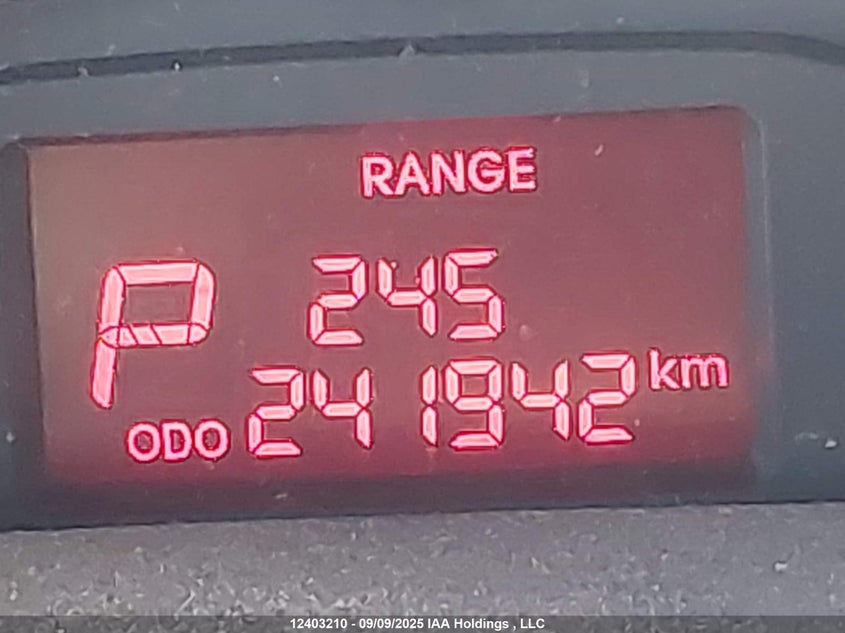 RANGE
P 245
ODO 241942 km
12403210 - 09/09/2025 IAA Holdings , LLC